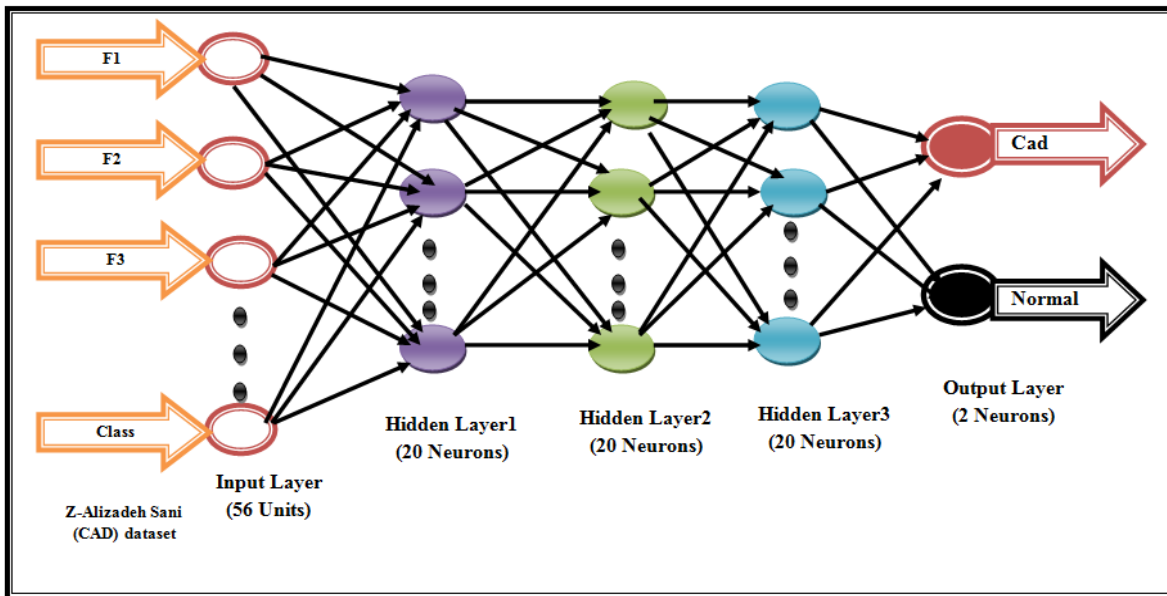 F1
F2
F3
Class
Z-Alizadeh Sani
(CAD) dataset
Input Layer
(56 Units)
Hidden Layer1
(20 Neurons)
Hidden Layer2
(20 Neurons)
Hidden Layer3
(20 Neurons)
Output Layer
(2 Neurons)
Cad
Normal